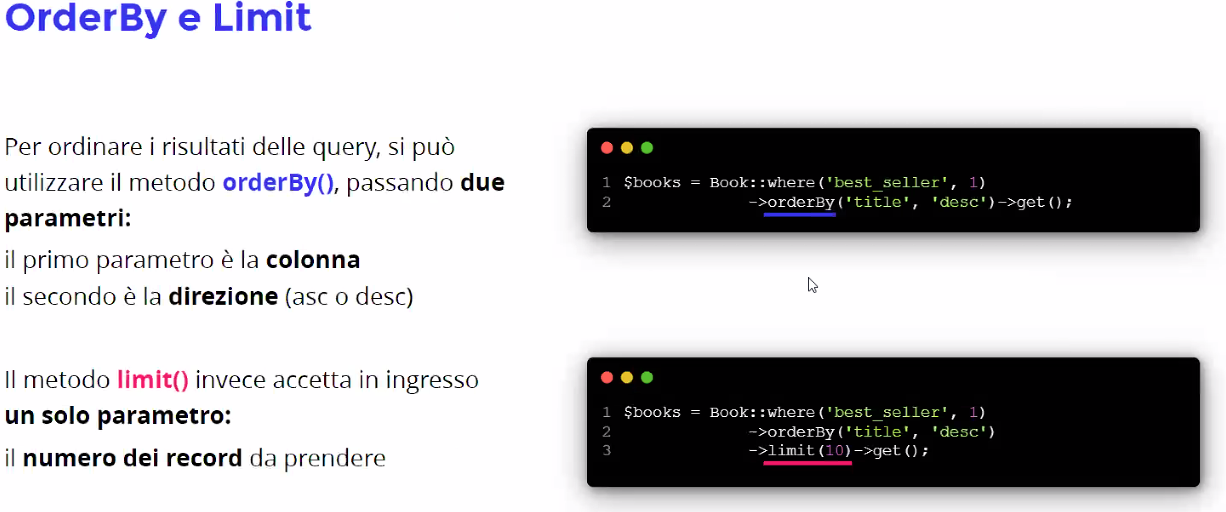 OrderBy e Limit
Per ordinare i risultati delle query, si può
utilizzare il metodo orderBy(), passando due
parametri:
il primo parametro è la colonna
il secondo è la direzione (asc o desc)
1 $books = Book::where('best_seller', 1)
2 ->orderBy('title', 'desc')->get();
Il metodo limit() invece accetta in ingresso
un solo parametro:
il numero dei record da prendere
1 $books = Book::where('best_seller', 1)
2 ->orderBy('title', 'desc')
3 ->limit(10)->get();